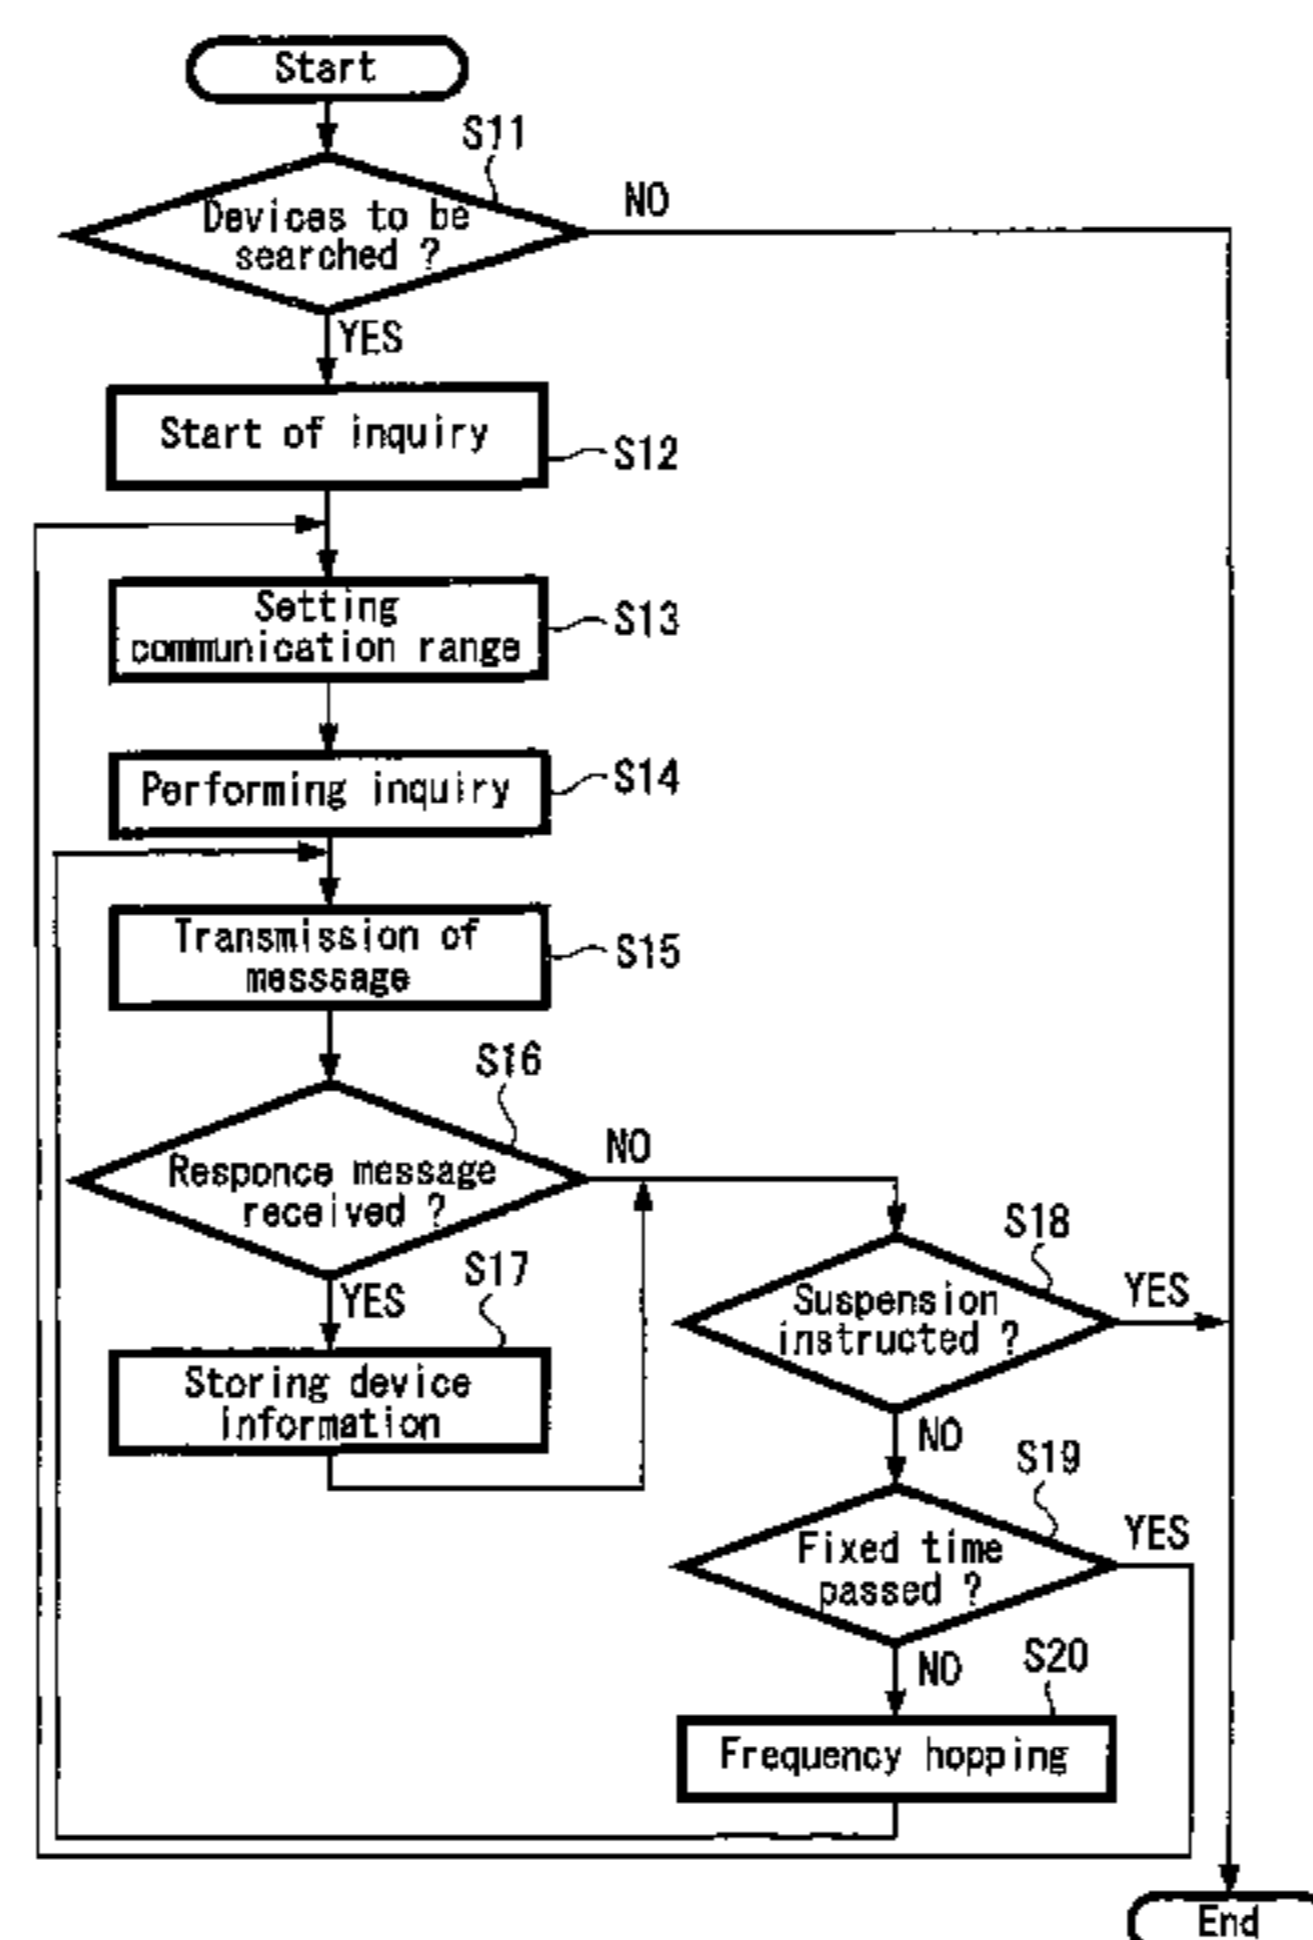 Start
S11
NO
Devices to be
searched ?
YES
Start of inquiry
S12
Setting
communication range
S13
Performing inquiry
S14
Transmission of
messsage
S15
S16
NO
Responce message
received ?
YES
S17
Storing device
information
S18
YES
Suspension
instructed ?
NO
S19
YES
Fixed time
passed ?
NO
S20
Frequency hopping
End